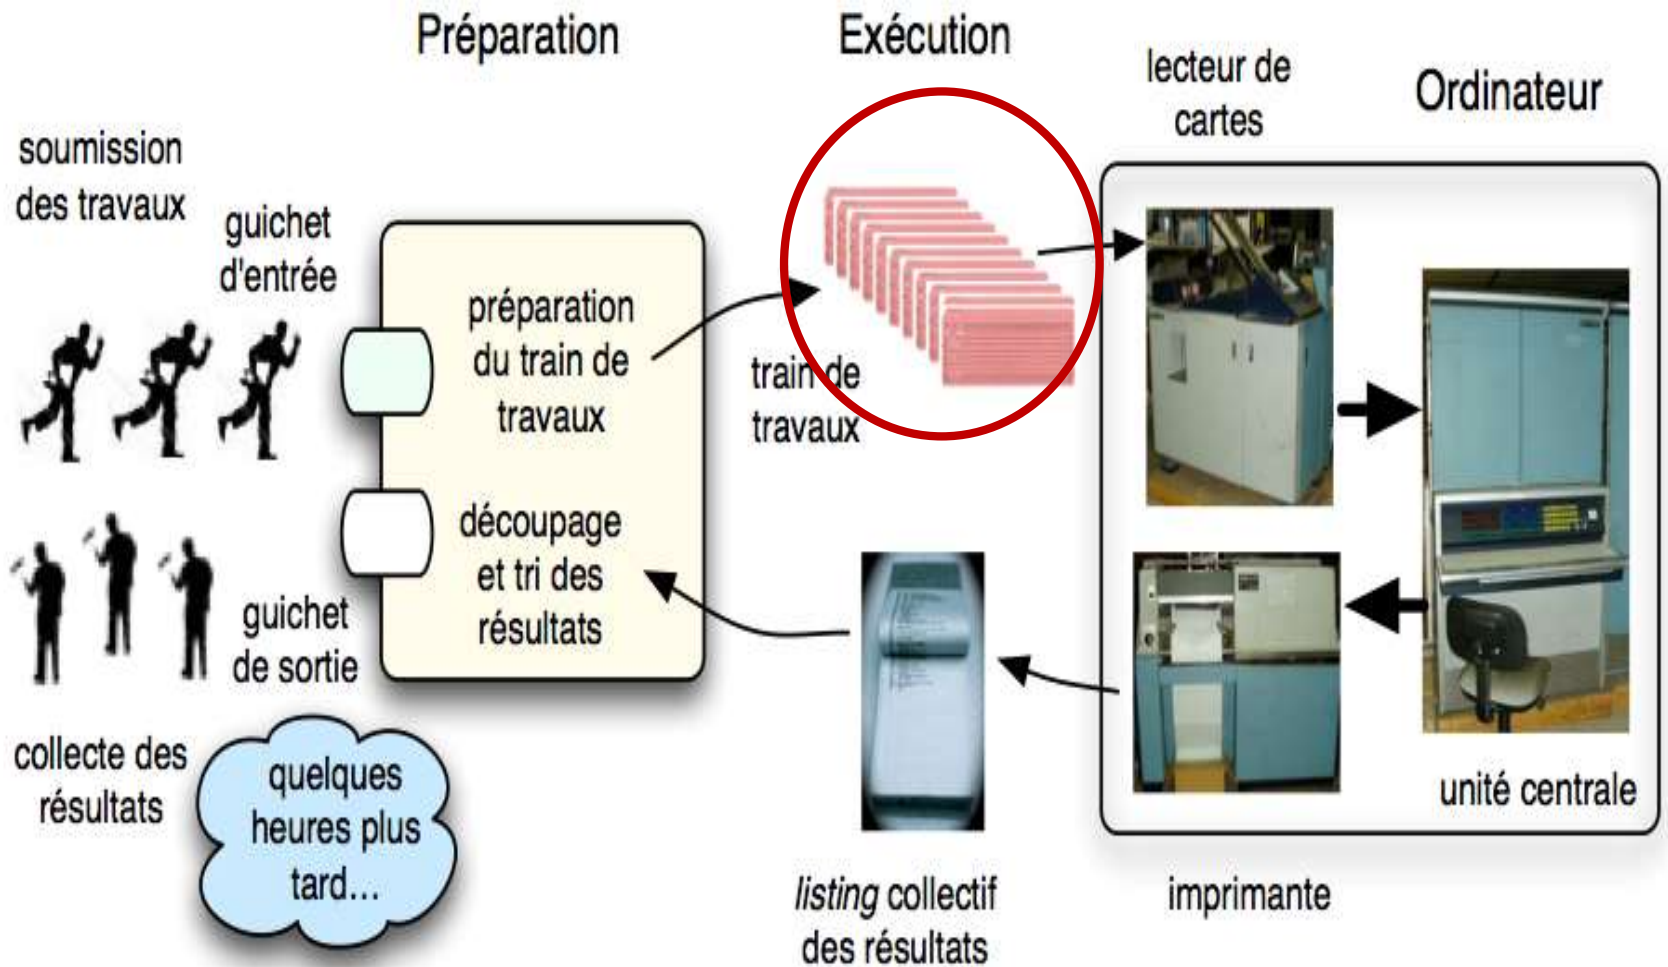 Préparation
Exécution
lecteur de
cartes
Ordinateur
soumission
des travaux
guichet
d'entrée
préparation
du train de
travaux
train de
travaux
découpage
et tri des
résultats
guichet
de sortie
collecte des
résultats
quelques
heures plus
tard...
unité centrale
listing collectif
des résultats
imprimante